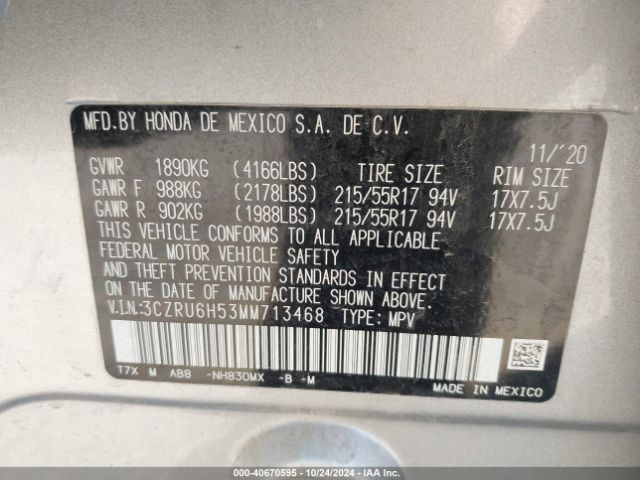 MFD.BY HONDA DE MEXICO S.A. DE C.V.
11/'20
GVWR 1890KG (4166LBS) TIRE SIZE RIM SIZE
GAWR F 988KG (2178LBS) 215/55R17 94V 17X7.5J
GAWR R 902KG (1988LBS) 215/55R17 94V 17X7.5J
THIS VEHICLE CONFORMS TO ALL APPLICABLE
FEDERAL MOTOR VEHICLE SAFETY
AND THEFT PREVENTION STANDARDS IN EFFECT
ON THE DATE OF MANUFACTURE SHOWN ABOVE.
V.I.N.:3CZRU6H53MM713468 TYPE: MPV
T7X M AB8 -NH830MX -B -M
MADE IN MEXICO
000-40670595 - 10/24/2024 - IAA Inc.